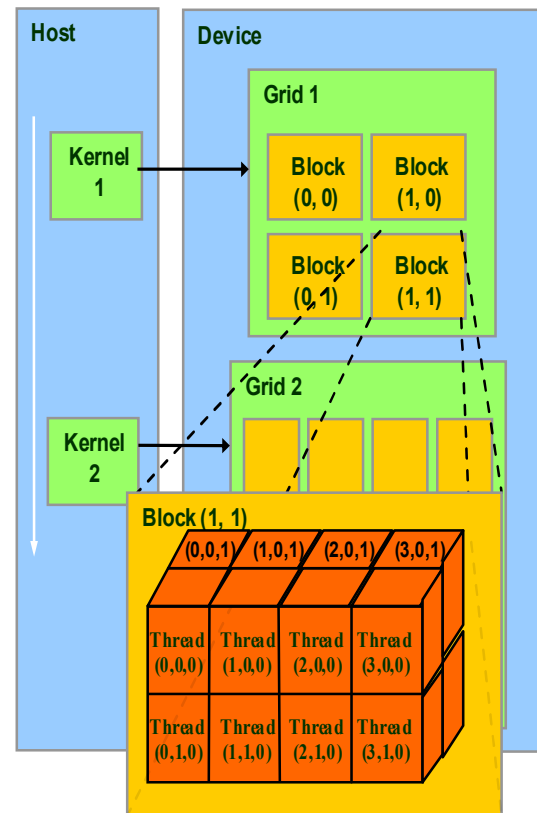 Host
Device
Grid 1
Kernel
1
Block
(0, 0)
Block
(1, 0)
Block
(0, 1)
Block
(1, 1)
Grid 2
Kernel
2
Block (1, 1)
(0,0,1) (1,0,1) (2,0,1) (3,0,1)
Thread
(0,0,0)
Thread
(1,0,0)
Thread
(2,0,0)
Thread
(3,0,0)
Thread
(0,1,0)
Thread
(1,1,0)
Thread
(2,1,0)
Thread
(3,1,0)